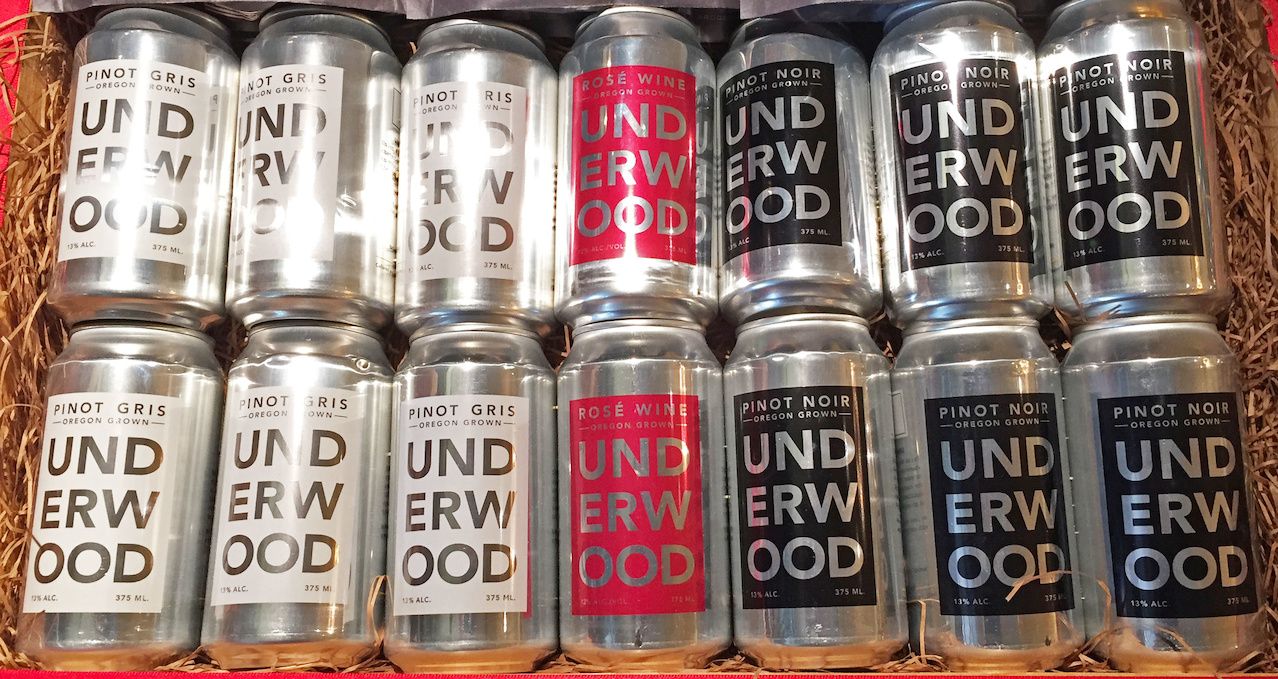 PINOT GRIS
OREGON GROWN
UND
ERW
OOD
13% ALC. 375 ML.
PINOT GRIS
OREGON GROWN
UND
ERW
OOD
PINOT GRIS
OREGON GROWN
UND
ERW
OOD
13% ALC. 375 ML.
ROSÉ WINE
OREGON GROWN
UND
ERW
OOD
ALC./VOL. 375 ML.
PINOT NOIR
OREGON GROWN
UND
ERW
OOD
13% ALC. 375 ML.
PINOT NOIR
OREGON GROWN
UND
ERW
OOD
13% ALC. 375 ML.
PINOT NOIR
OREGON GROWN
UND
ERW
OOD
13% ALC. 375 ML.
PINOT GRIS
OREGON GROWN
UND
ERW
OOD
13% ALC. 375 ML.
PINOT GRIS
OREGON GROWN
UND
ERW
OOD
13% ALC. 375 ML.
PINOT GRIS
OREGON GROWN
UND
ERW
OOD
13% ALC. 375 ML.
ROSÉ WINE
OREGON GROWN
UND
ERW
OOD
PINOT NOIR
OREGON GROWN
UND
ERW
OOD
13% ALC. 375 ML.
PINOT NOIR
OREGON GROWN
UND
ERW
OOD
13% ALC. 375 ML.
PINOT NOIR
OREGON GROWN
UND
ERW
OOD
13% ALC. 375 ML.